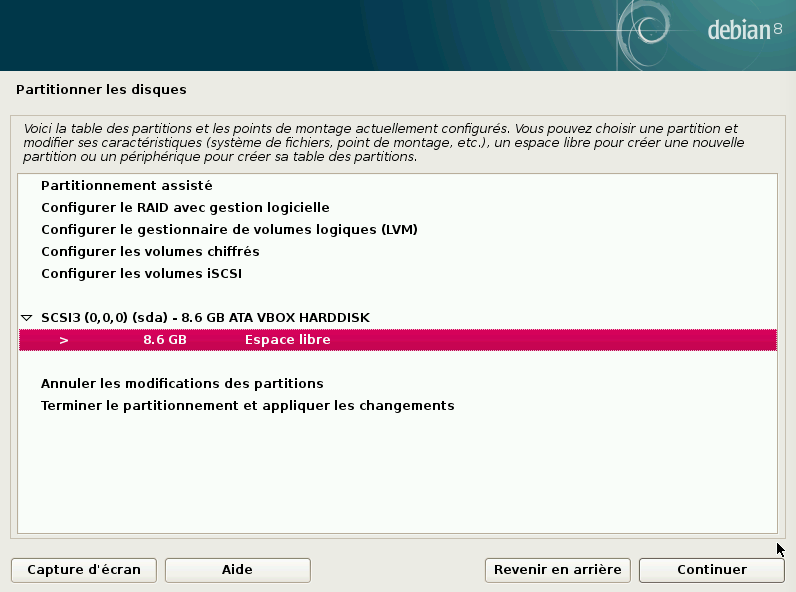 debian 8
Partitionner les disques
Voici la table des partitions et les points de montage actuellement configurés. Vous pouvez choisir une partition et
modifier ses caractéristiques (système de fichiers, point de montage, etc.), un espace libre pour créer une nouvelle
partition ou un périphérique pour créer sa table des partitions.
Partitionnement assisté
Configurer le RAID avec gestion logicielle
Configurer le gestionnaire de volumes logiques (LVM)
Configurer les volumes chiffrés
Configurer les volumes iSCSI
SCSI3 (0,0,0) (sda) - 8.6 GB ATA VBOX HARDDISK
> 8.6 GB Espace libre
Annuler les modifications des partitions
Terminer le partitionnement et appliquer les changements
Capture d'écran Aide Revenir en arrière Continuer